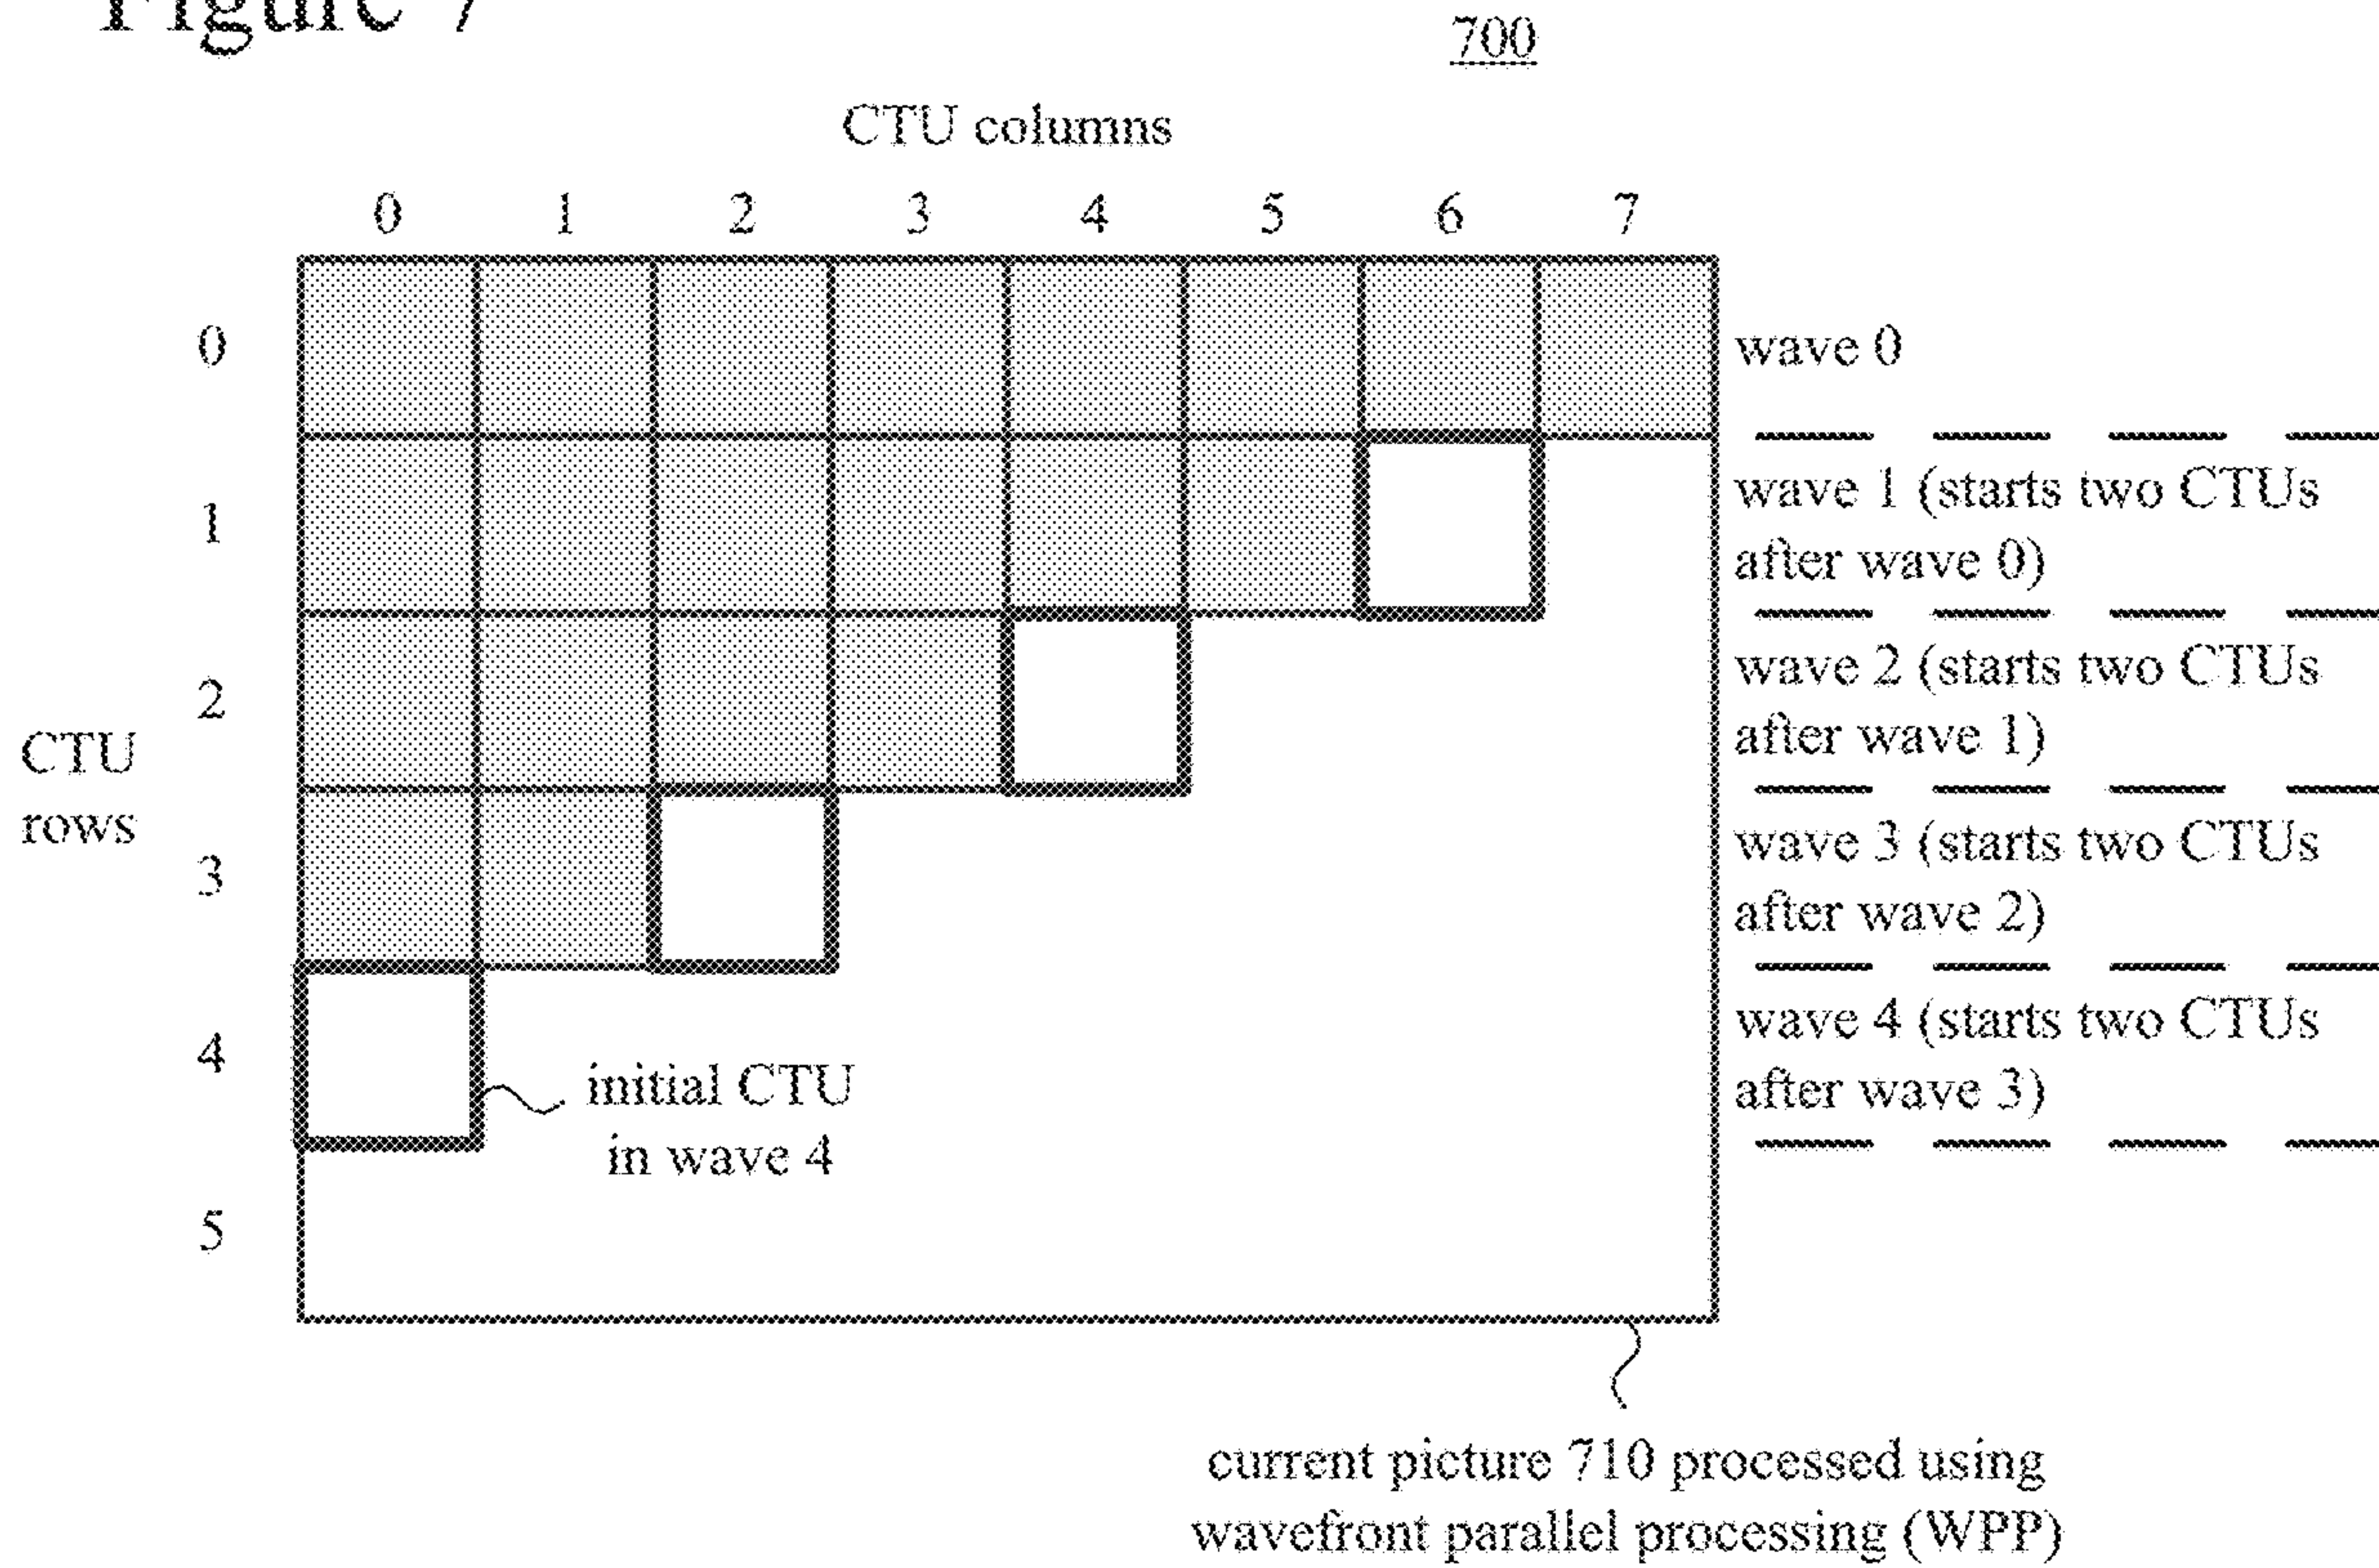 Figure 7
700
CTU columns
0 1 2 3 4 5 6 7
0
wave 0
1
wave 1 (starts two CTUs
after wave 0)
2
wave 2 (starts two CTUs
after wave 1)
CTU
rows
3
wave 3 (starts two CTUs
after wave 2)
4
wave 4 (starts two CTUs
after wave 3)
initial CTU
in wave 4
5
current picture 710 processed using
wavefront parallel processing (WPP)